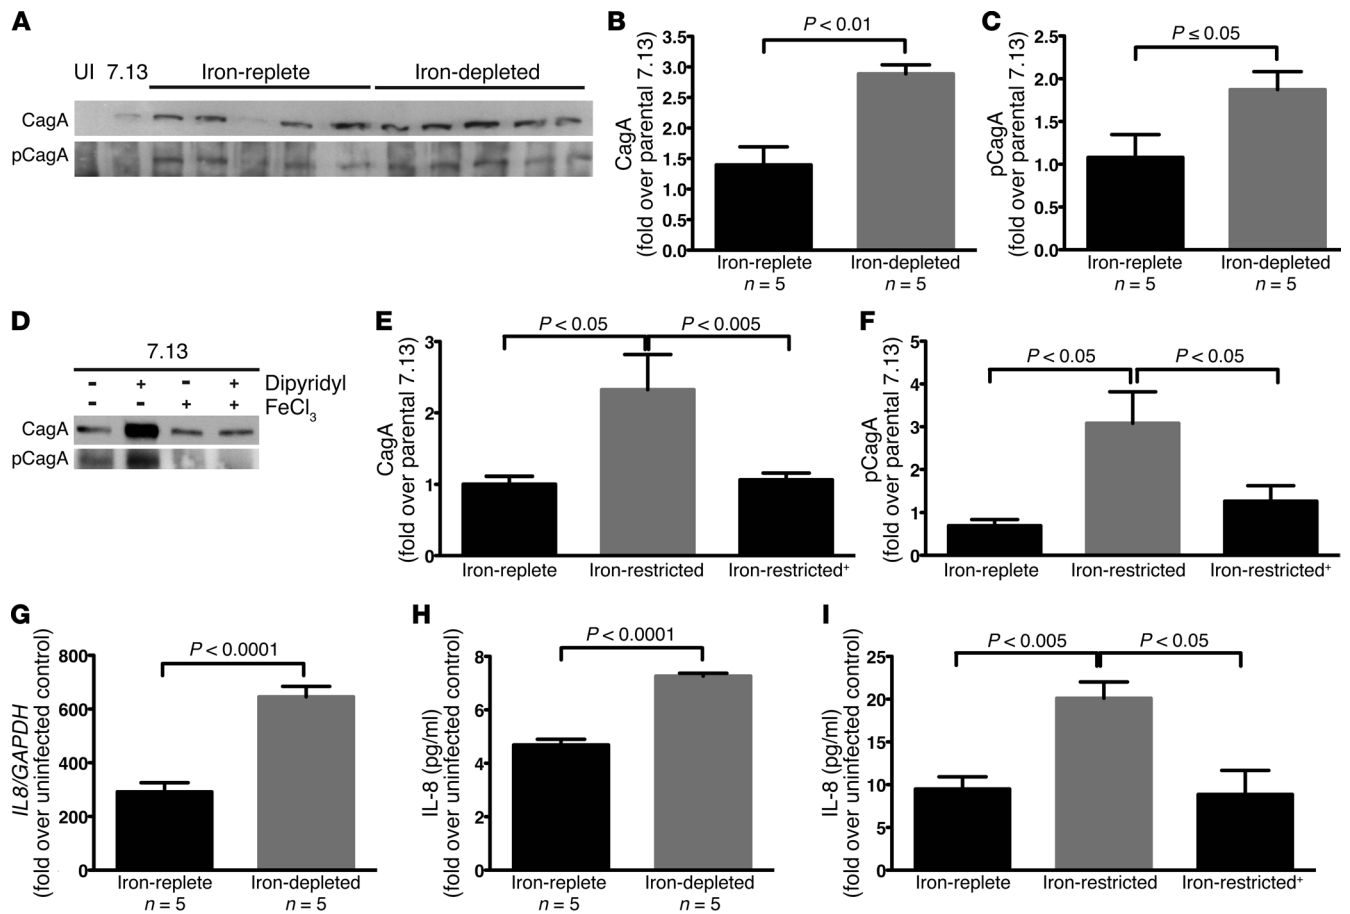 A
UI 7.13 Iron-replete Iron-depleted
CagA
pCagA
B
P < 0.01
CagA
(fold over parental 7.13)
3.5
3.0
2.5
2.0
1.5
1.0
0.5
0.0
Iron-replete Iron-depleted
n = 5 n = 5
C
P ≤ 0.05
pCagA
(fold over parental 7.13)
2.5
2.0
1.5
1.0
0.5
0.0
Iron-replete Iron-depleted
n = 5 n = 5
D
7.13
- + - + Dipyridyl
- - + + FeCl3
CagA
pCagA
E
P < 0.05 P < 0.005
CagA
(fold over parental 7.13)
3
2
1
0
Iron-replete Iron-restricted Iron-restricted+
F
P < 0.05 P < 0.05
pCagA
(fold over parental 7.13)
5
4
3
2
1
0
Iron-replete Iron-restricted Iron-restricted+
G
P < 0.0001
IL8/GAPDH
(fold over uninfected control)
800
600
400
200
0
Iron-replete Iron-depleted
n = 5 n = 5
H
P < 0.0001
IL-8 (pg/ml)
(fold over uninfected control)
8
6
4
2
0
Iron-replete Iron-depleted
n = 5 n = 5
I
P < 0.005 P < 0.05
IL-8 (pg/ml)
(fold over uninfected control)
25
20
15
10
5
0
Iron-replete Iron-restricted Iron-restricted+